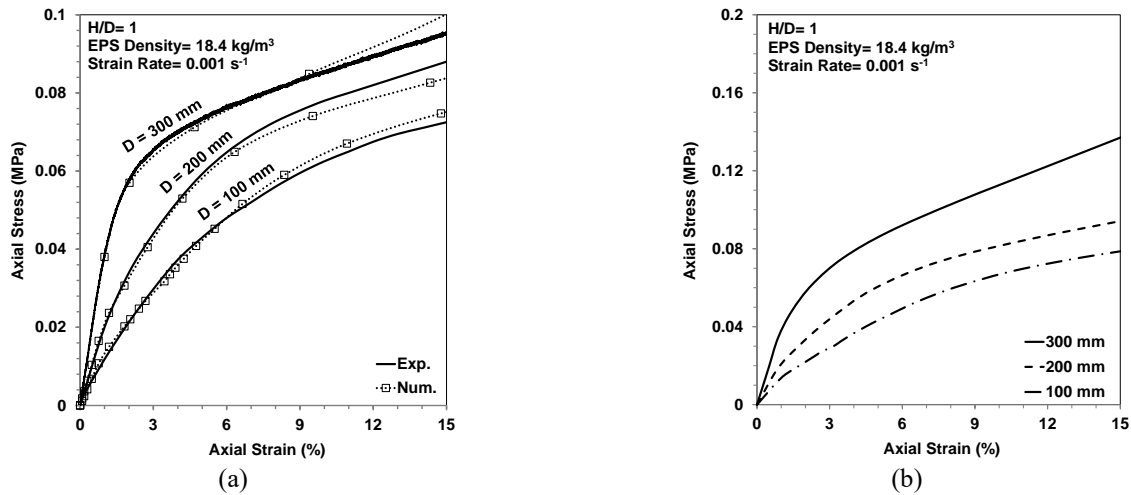 H/D= 1
EPS Density= 18.4 kg/m³
Strain Rate= 0.001 s⁻¹
D = 300 mm
D = 200 mm
D = 100 mm
Exp.
Num.
0.1
0.08
0.06
0.04
0.02
0
0 3 6 9 12 15
Axial Stress (MPa)
Axial Strain (%)
(a)
H/D= 1
EPS Density= 18.4 kg/m³
Strain Rate= 0.001 s⁻¹
300 mm
200 mm
100 mm
0.2
0.16
0.12
0.08
0.04
0
0 3 6 9 12 15
Axial Stress (MPa)
Axial Strain (%)
(b)